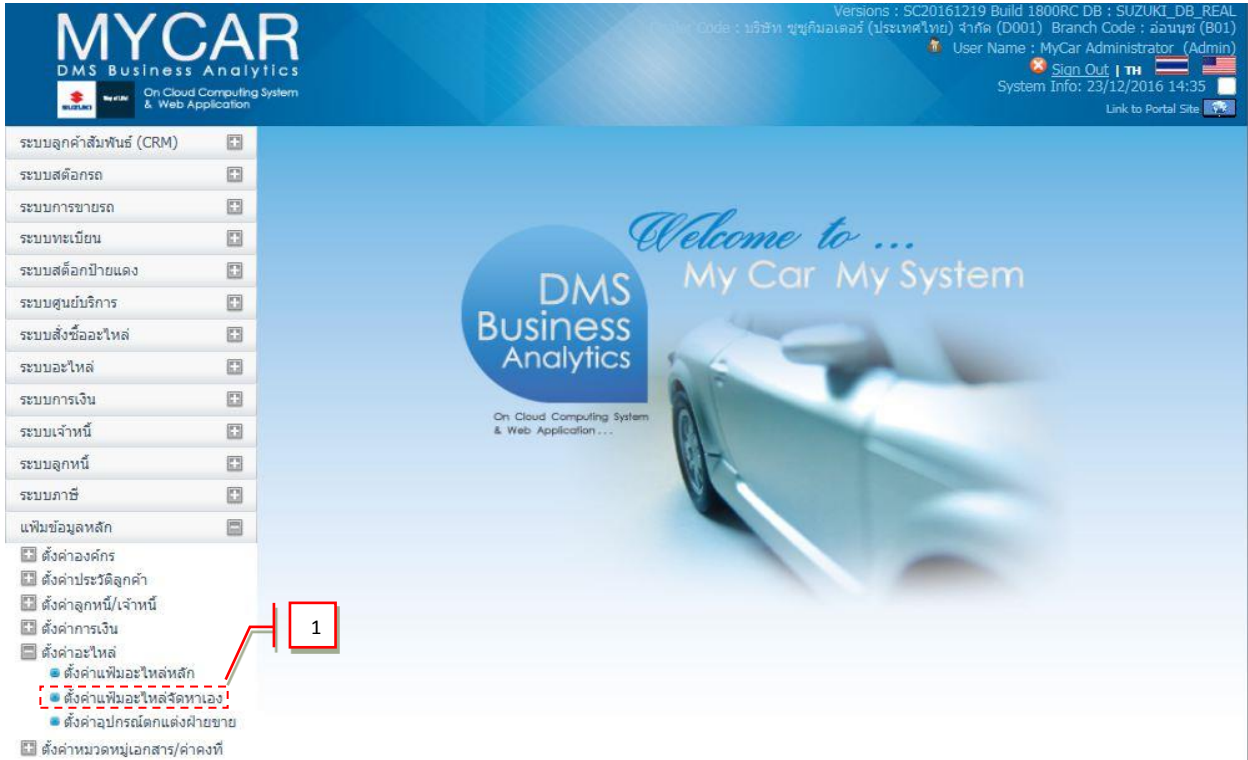 MYCAR
DMS Business Analytics
On Cloud Computing System
& Web Application
SUZUKI
Way of Life!
Versions : SC20161219 Build 1800RC DB : SUZUKI_DB_REAL
Code : บริษัท ซูซูกิมอเตอร์ (ประเทศไทย) จำกัด (D001) Branch Code : อ่อนนุช (B01)
User Name : MyCar Administrator (Admin)
Sign Out | TH
System Info: 23/12/2016 14:35
Link to Portal Site
ระบบลูกค้าสัมพันธ์ (CRM)
ระบบสต๊อกรถ
ระบบการขายรถ
ระบบทะเบียน
ระบบสต็อกป้ายแดง
ระบบศูนย์บริการ
ระบบสั่งซื้ออะไหล่
ระบบอะไหล่
ระบบการเงิน
ระบบเจ้าหนี้
ระบบลูกหนี้
ระบบภาษี
แฟ้มข้อมูลหลัก
ตั้งค่าองค์กร
ตั้งค่าประวัติลูกค้า
ตั้งค่าลูกหนี้/เจ้าหนี้
ตั้งค่าการเงิน
ตั้งค่าอะไหล่
ตั้งค่าแฟ้มอะไหล่หลัก
ตั้งค่าแฟ้มอะไหล่จัดหาเอง
ตั้งค่าอุปกรณ์ตกแต่งฝ่ายขาย
ตั้งค่าหมวดหมู่เอกสาร/ค่าคงที่
1
Welcome to ...
My Car My System
DMS
Business
Analytics
On Cloud Computing System
& Web Application...